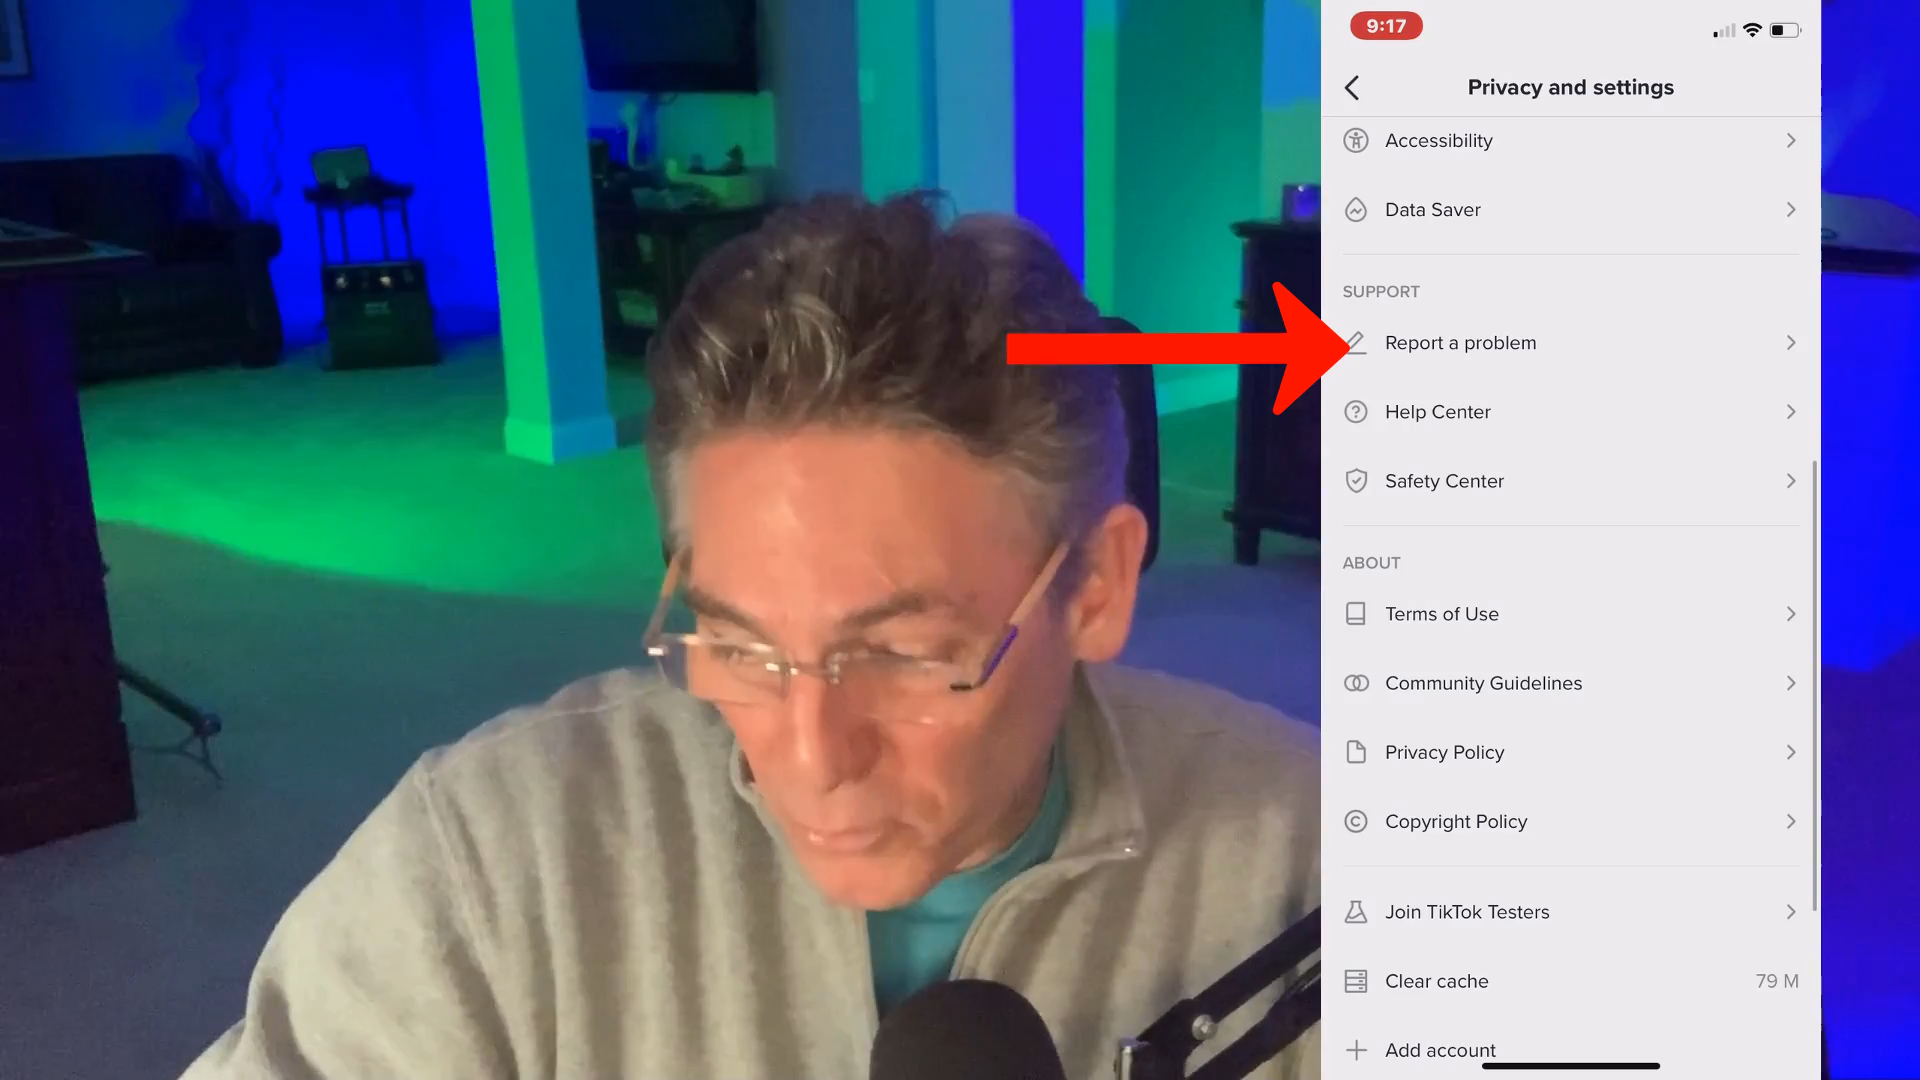 9:17
Privacy and settings
Accessibility
Data Saver
SUPPORT
Report a problem
Help Center
Safety Center
ABOUT
Terms of Use
Community Guidelines
Privacy Policy
Copyright Policy
Join TikTok Testers
Clear cache 79 M
Add account